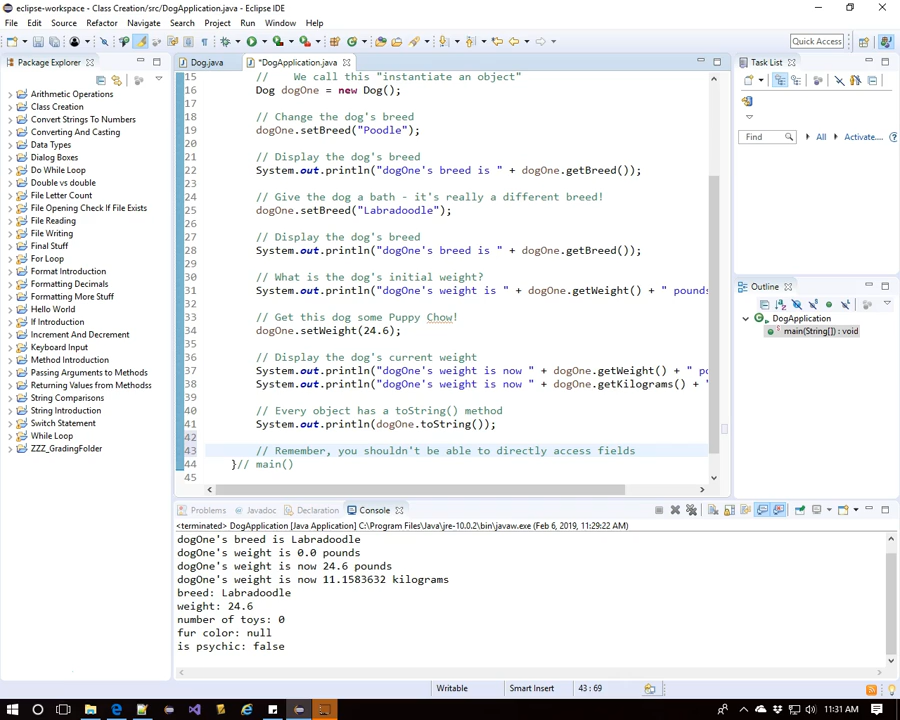 eclipse-workspace - Class Creation/src/DogApplication.java - Eclipse IDE
File Edit Source Refactor Navigate Search Project Run Window Help
Quick Access
Package Explorer
Dog.java
*DogApplication.java
Task List
Arithmetic Operations
Class Creation
Convert Strings To Numbers
Converting And Casting
Data Types
Dialog Boxes
Do While Loop
Double vs double
File Letter Count
File Opening Check If File Exists
File Reading
File Writing
Final Stuff
For Loop
Format Introduction
Formatting Decimals
Formatting More Stuff
Hello World
If Introduction
Increment And Decrement
Keyboard Input
Method Introduction
Passing Arguments to Methods
Returning Values from Methods
String Comparisons
String Introduction
Switch Statement
While Loop
ZZZ_GradingFolder
15 // We call this "instantiate an object"
16 Dog dogOne = new Dog();
17
18 // Change the dog's breed
19 dogOne.setBreed("Poodle");
20
21 // Display the dog's breed
22 System.out.println("dogOne's breed is " + dogOne.getBreed());
23
24 // Give the dog a bath - it's really a different breed!
25 dogOne.setBreed("Labradoodle");
26
27 // Display the dog's breed
28 System.out.println("dogOne's breed is " + dogOne.getBreed());
29
30 // What is the dog's initial weight?
31 System.out.println("dogOne's weight is " + dogOne.getWeight() + " pounds
32
33 // Get this dog some Puppy Chow!
34 dogOne.setWeight(24.6);
35
36 // Display the dog's current weight
37 System.out.println("dogOne's weight is now " + dogOne.getWeight() + " po
38 System.out.println("dogOne's weight is now " + dogOne.getKilograms() + "
39
40 // Every object has a toString() method
41 System.out.println(dogOne.toString());
42
43 // Remember, you shouldn't be able to directly access fields
44 }// main()
45
Find
All
Activate...
Outline
DogApplication
main(String[]) : void
Problems
Javadoc
Declaration
Console
<terminated> DogApplication [Java Application] C:\Program Files\Java\jre-10.0.2\bin\javaw.exe (Feb 6, 2019, 11:29:22 AM)
dogOne's breed is Labradoodle
dogOne's weight is 0.0 pounds
dogOne's weight is now 24.6 pounds
dogOne's weight is now 11.1583632 kilograms
breed: Labradoodle
weight: 24.6
number of toys: 0
fur color: null
is psychic: false
Writable
Smart Insert
43 : 69
11:31 AM